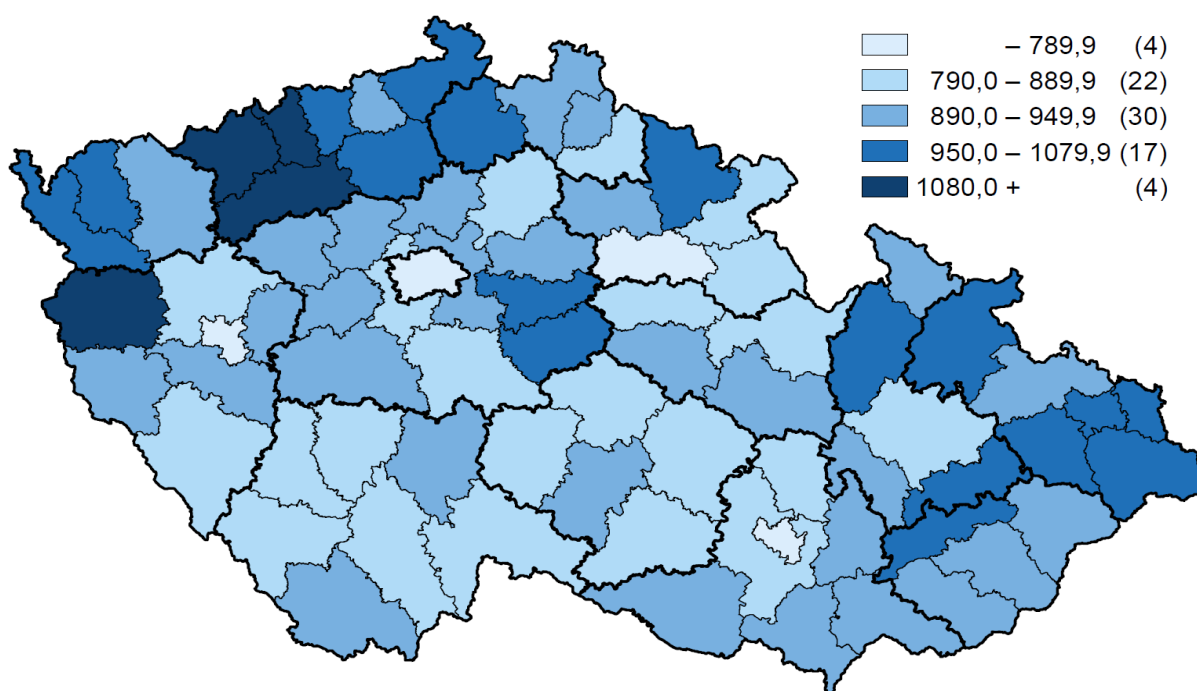 – 789,9 (4)
790,0 – 889,9 (22)
890,0 – 949,9 (30)
950,0 – 1079,9 (17)
1080,0 + (4)